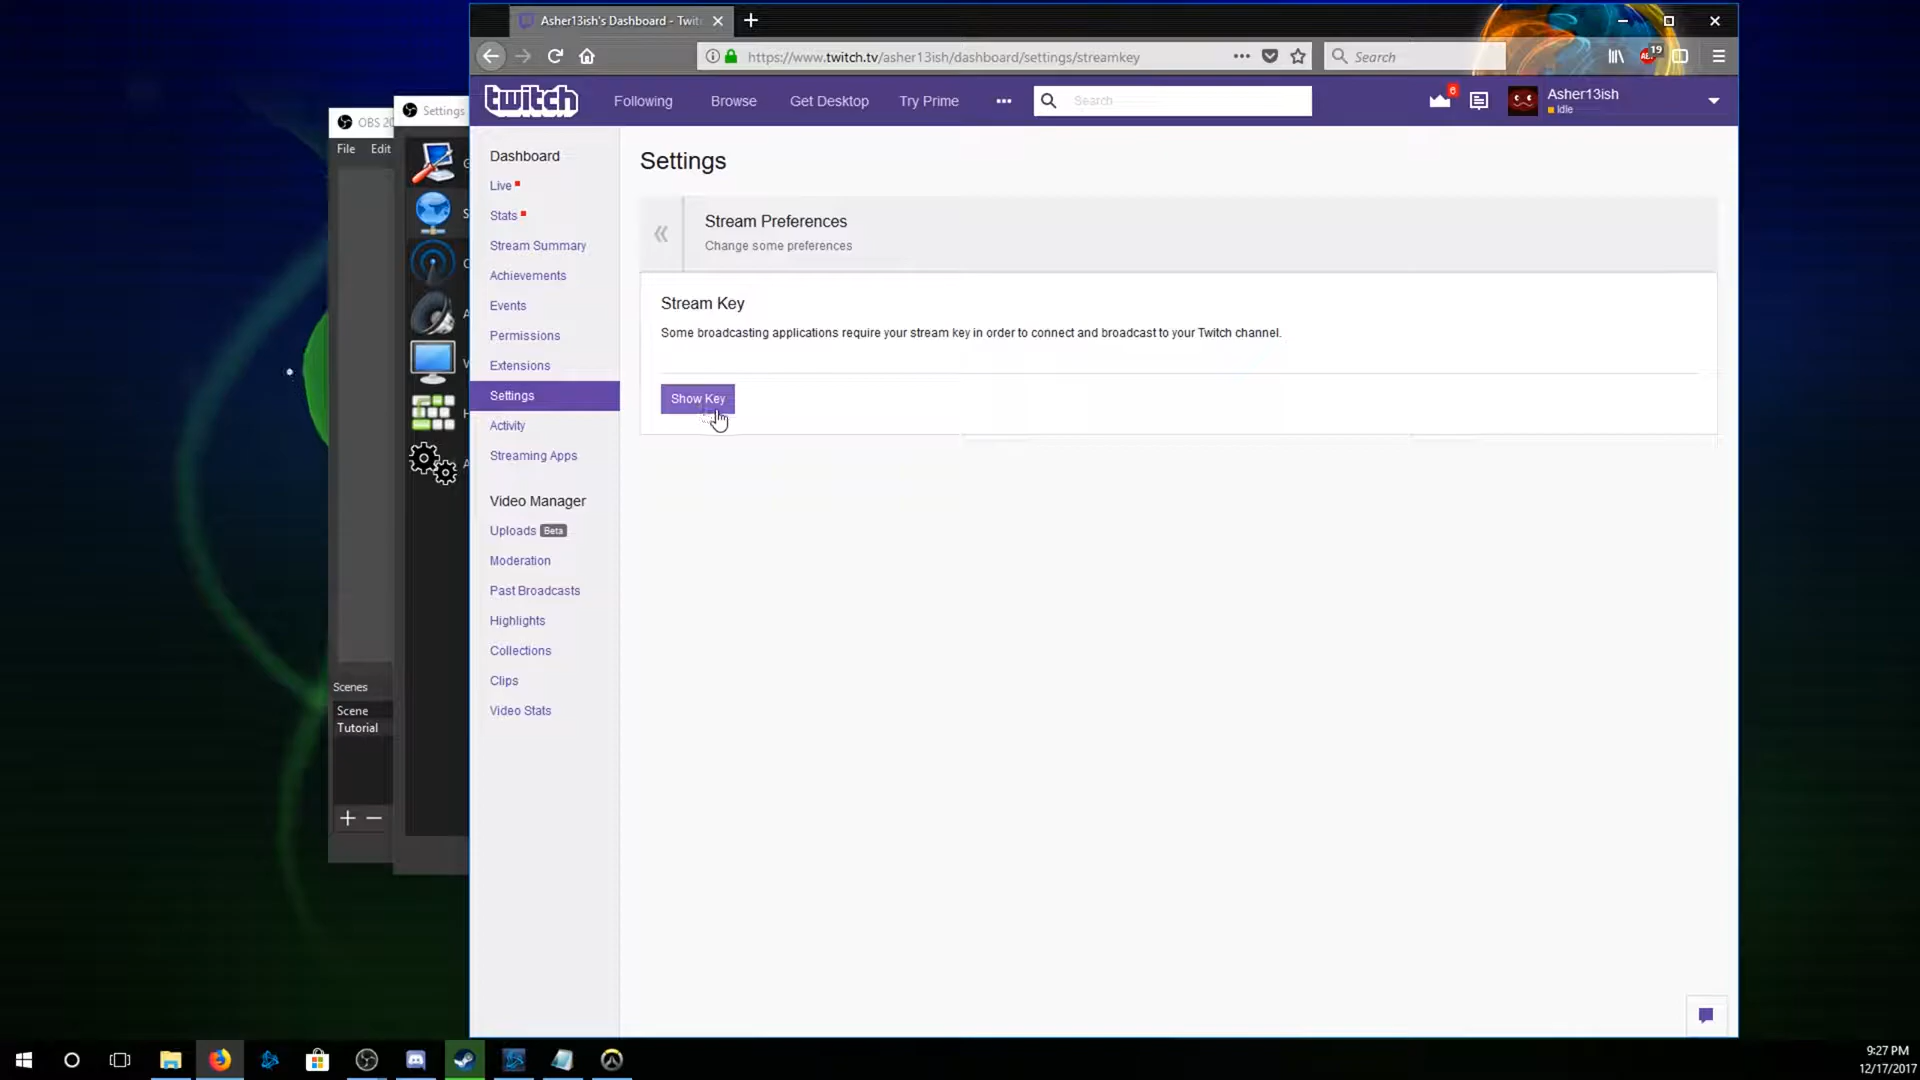 Asher13ish's Dashboard - Twit
https://www.twitch.tv/asher13ish/dashboard/settings/streamkey
Search
19
twitch
Following
Browse
Get Desktop
Try Prime
Search
6
Asher13ish
Idle
OBS 20
File Edit
Settings
Scenes
Scene
Tutorial
Dashboard
Live
Stats
Stream Summary
Achievements
Events
Permissions
Extensions
Settings
Activity
Streaming Apps
Video Manager
Uploads Beta
Moderation
Past Broadcasts
Highlights
Collections
Clips
Video Stats
Settings
Stream Preferences
Change some preferences
Stream Key
Some broadcasting applications require your stream key in order to connect and broadcast to your Twitch channel.
Show Key
9:27 PM
12/17/2017